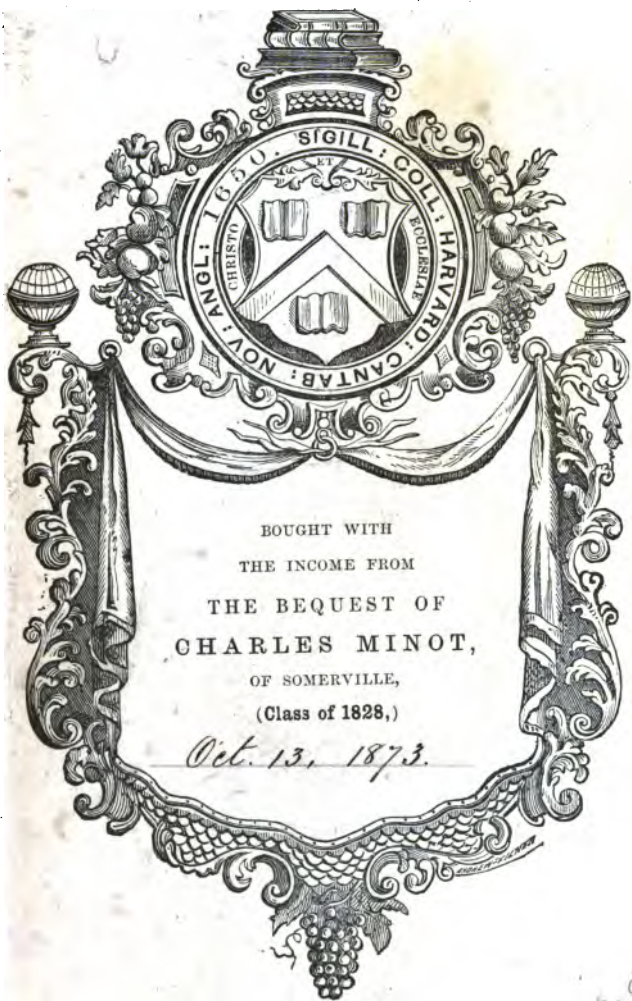 SIGILL: COLL: HARVARD: CANTAB: NOV: ANGL: 1650.
CHRISTO
ET
ECCLESIAE
BOUGHT WITH
THE INCOME FROM
THE BEQUEST OF
CHARLES MINOT,
OF SOMERVILLE,
(Class of 1828,)
Oct. 13, 1873.